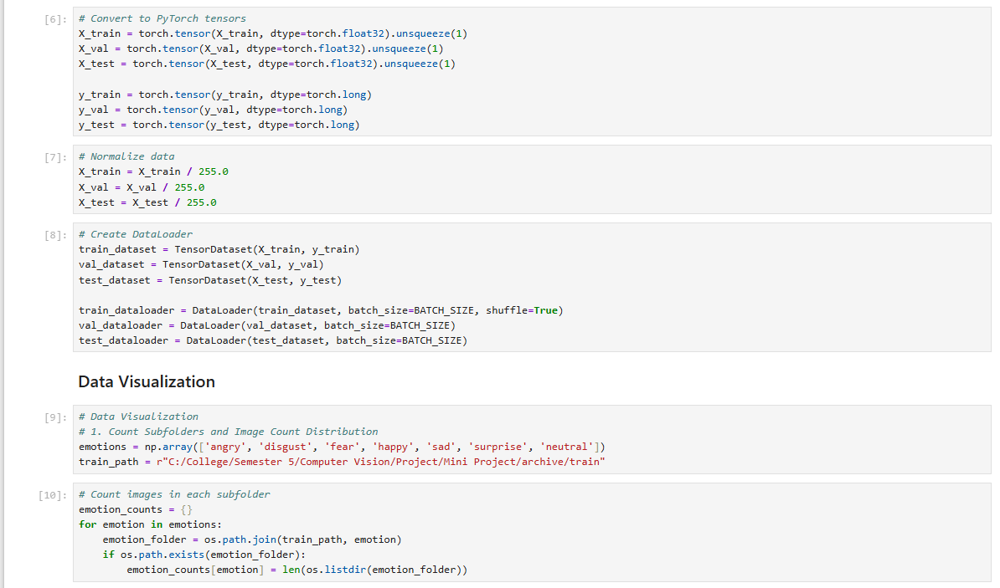 [6]:
# Convert to PyTorch tensors
X_train = torch.tensor(X_train, dtype=torch.float32).unsqueeze(1)
X_val = torch.tensor(X_val, dtype=torch.float32).unsqueeze(1)
X_test = torch.tensor(X_test, dtype=torch.float32).unsqueeze(1)

y_train = torch.tensor(y_train, dtype=torch.long)
y_val = torch.tensor(y_val, dtype=torch.long)
y_test = torch.tensor(y_test, dtype=torch.long)
[7]:
# Normalize data
X_train = X_train / 255.0
X_val = X_val / 255.0
X_test = X_test / 255.0
[8]:
# Create DataLoader
train_dataset = TensorDataset(X_train, y_train)
val_dataset = TensorDataset(X_val, y_val)
test_dataset = TensorDataset(X_test, y_test)

train_dataloader = DataLoader(train_dataset, batch_size=BATCH_SIZE, shuffle=True)
val_dataloader = DataLoader(val_dataset, batch_size=BATCH_SIZE)
test_dataloader = DataLoader(test_dataset, batch_size=BATCH_SIZE)
Data Visualization
[9]:
# Data Visualization
# 1. Count Subfolders and Image Count Distribution
emotions = np.array(['angry', 'disgust', 'fear', 'happy', 'sad', 'surprise', 'neutral'])
train_path = r"C:/College/Semester 5/Computer Vision/Project/Mini Project/archive/train"
[10]:
# Count images in each subfolder
emotion_counts = {}
for emotion in emotions:
    emotion_folder = os.path.join(train_path, emotion)
    if os.path.exists(emotion_folder):
        emotion_counts[emotion] = len(os.listdir(emotion_folder))